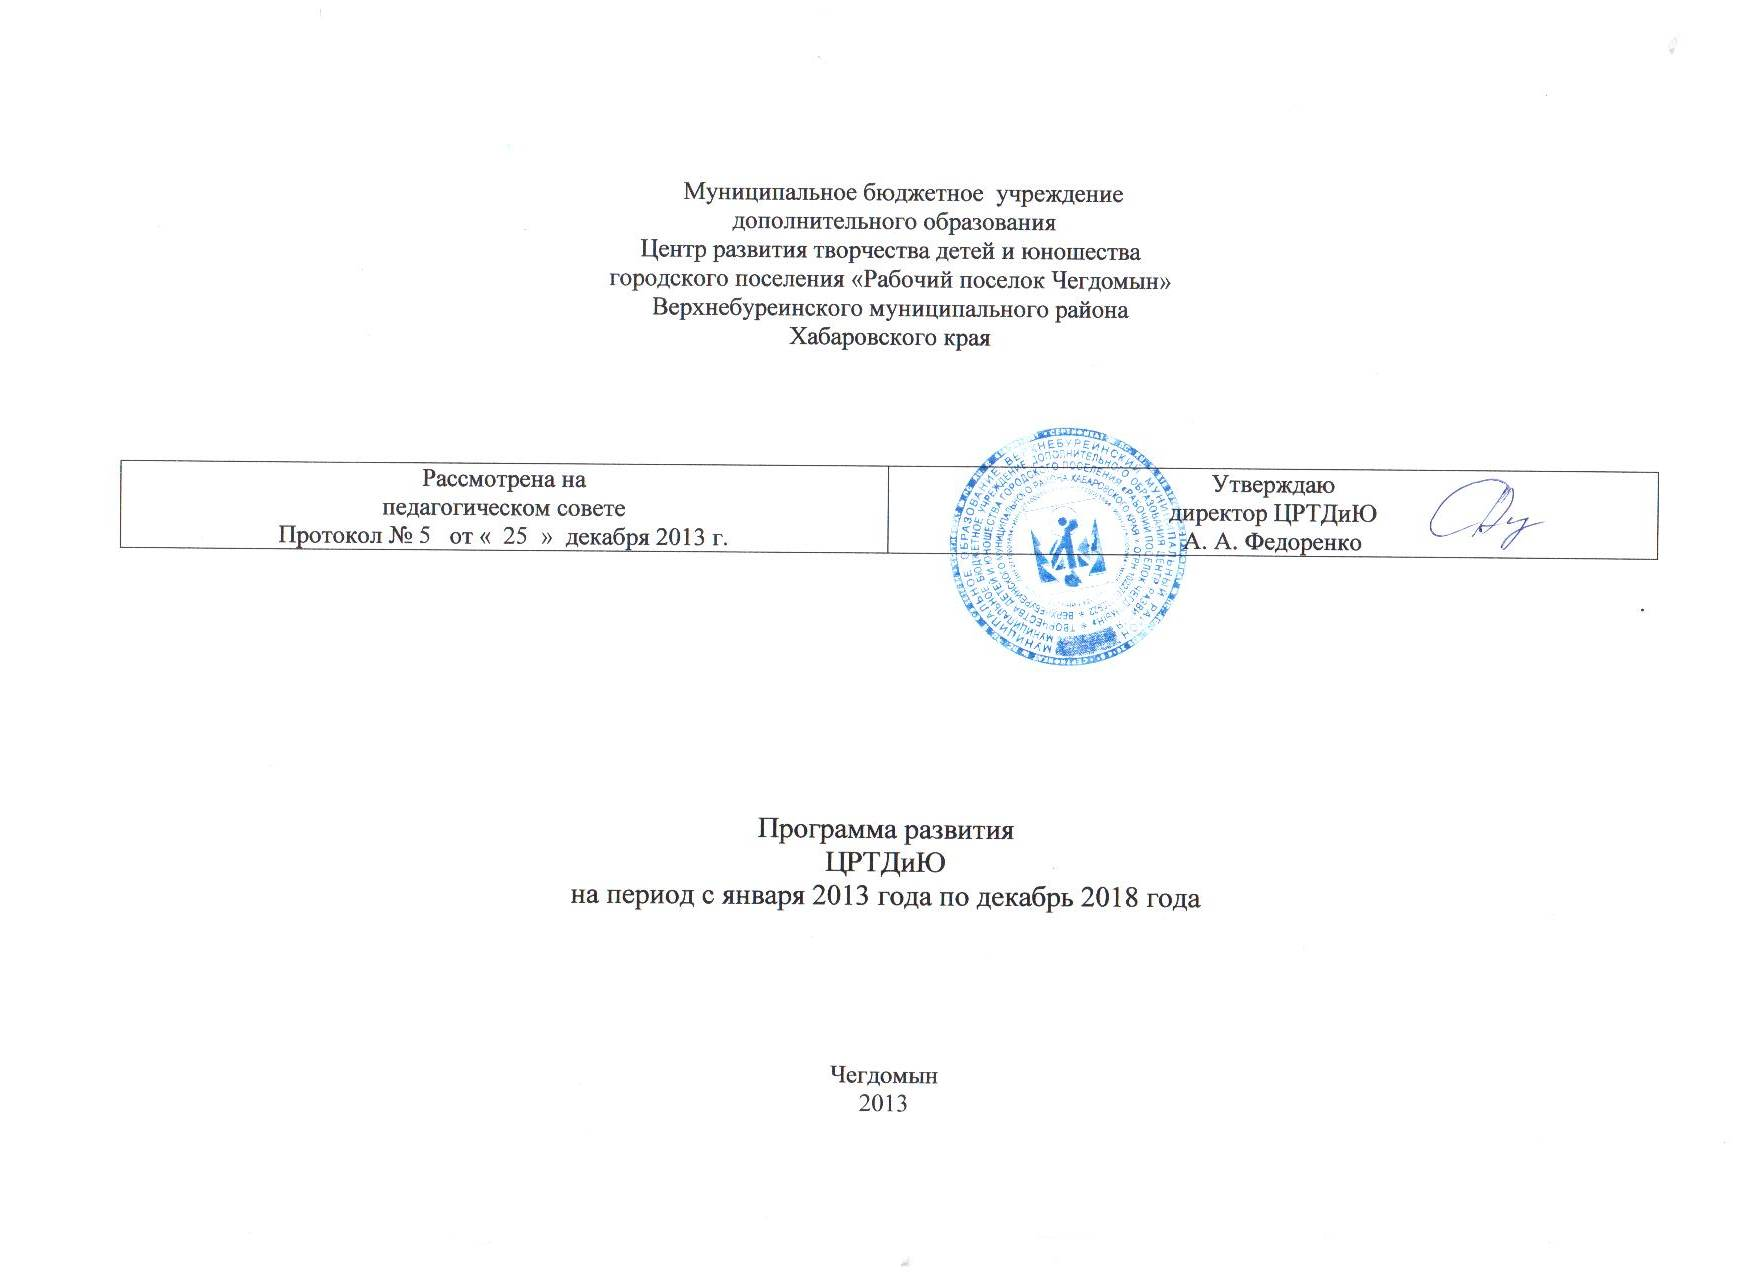 Муниципальное бюджетное учреждение
дополнительного образования
Центр развития творчества детей и юношества
городского поселения «Рабочий поселок Чегдомын»
Верхнебуреинского муниципального района
Хабаровского края
Рассмотрена на
педагогическом совете
Протокол № 5 от « 25 » декабря 2013 г.
Утверждаю
директор ЦРТДиЮ
А. А. Федоренко
Программа развития
ЦРТДиЮ
на период с января 2013 года по декабрь 2018 года
Чегдомын
2013